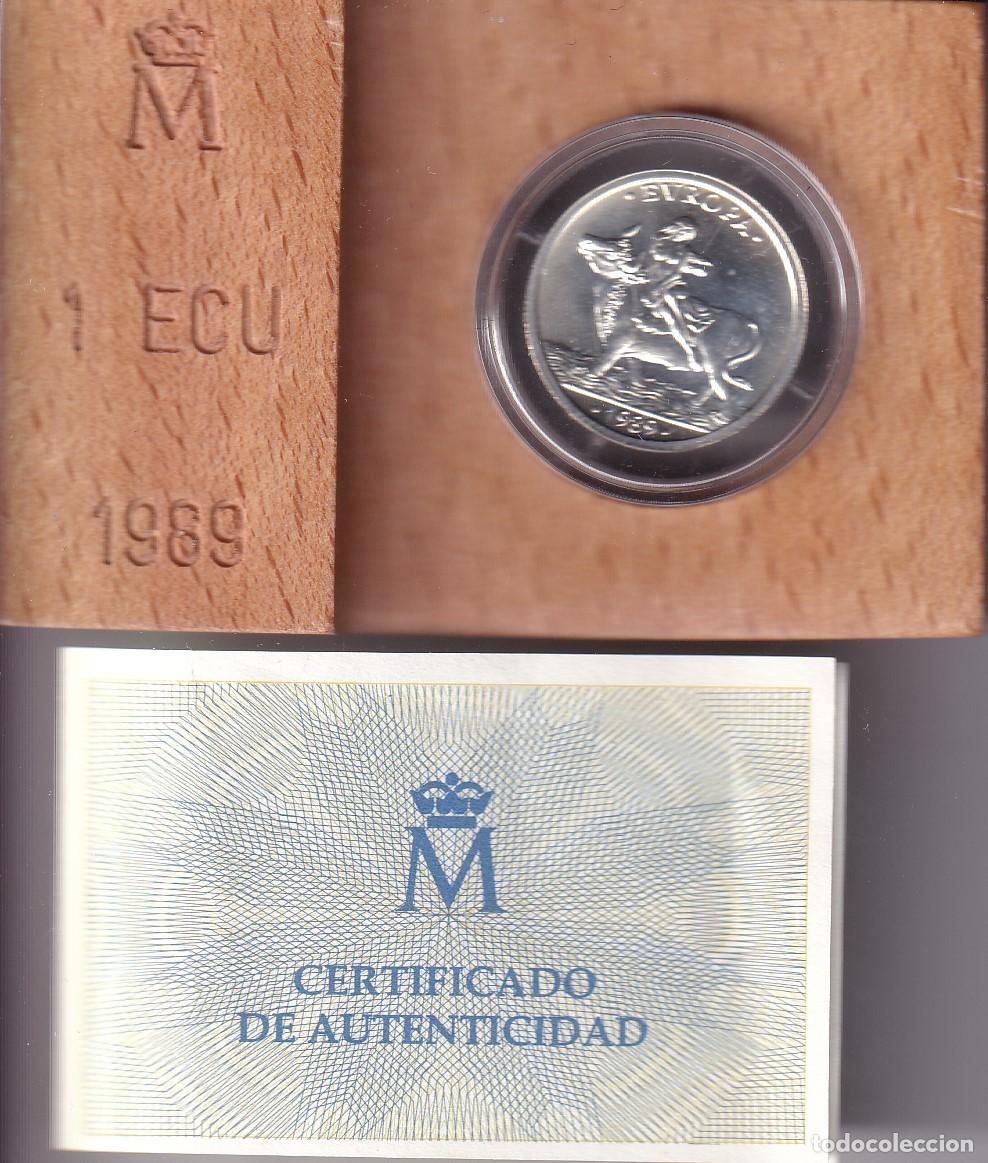 M
1 ECU
1989
· EVROPA ·
· 1989 ·
M
CERTIFICADO
DE AUTENTICIDAD
todocoleccion